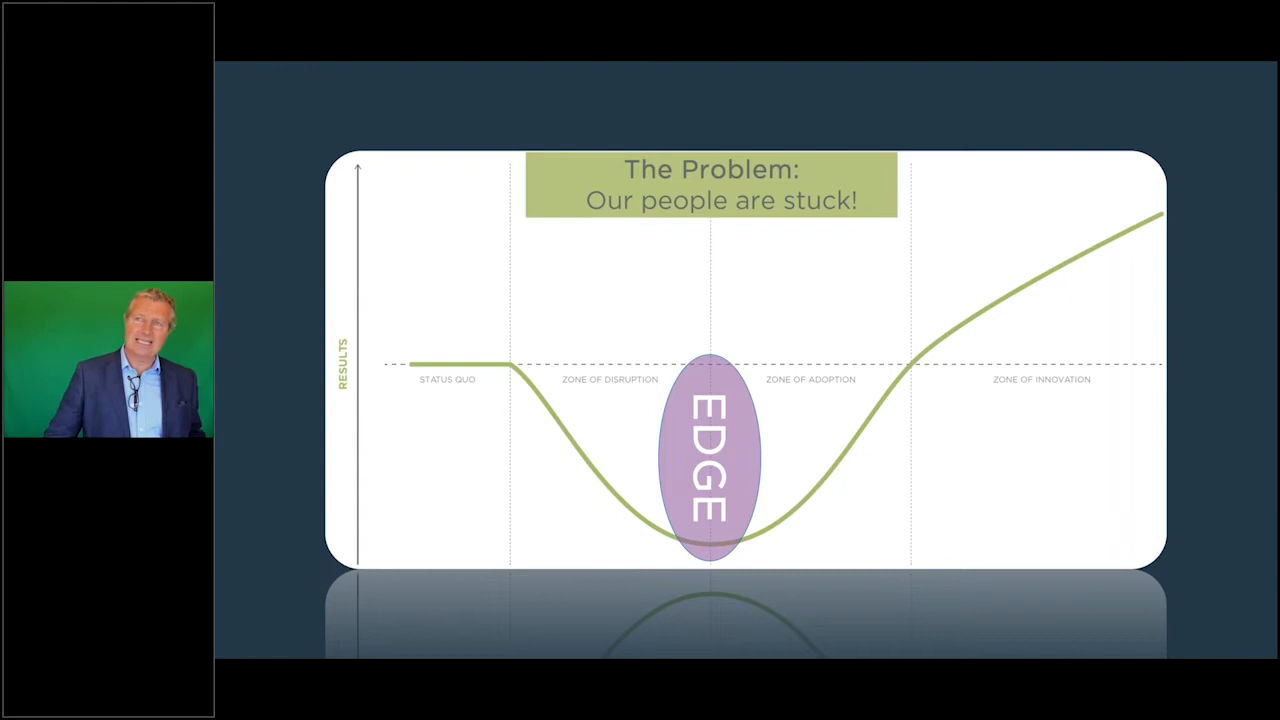 The Problem:
Our people are stuck!
RESULTS
STATUS QUO
ZONE OF DISRUPTION
ZONE OF ADOPTION
ZONE OF INNOVATION
EDGE